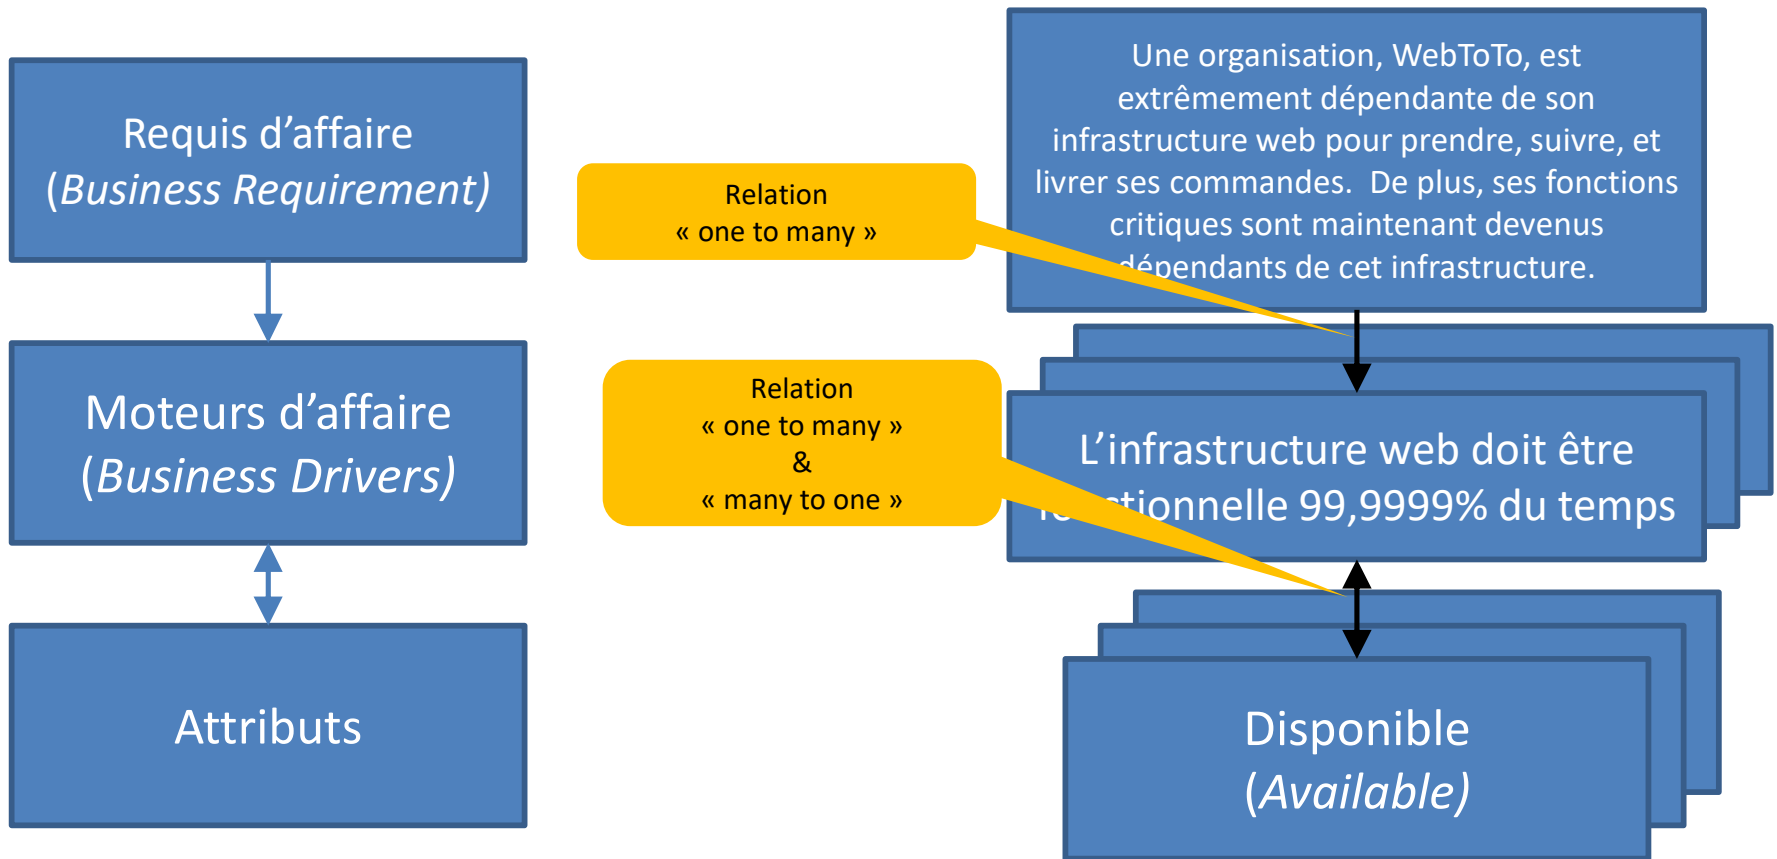 Requis d’affaire
(Business Requirement)
Moteurs d’affaire
(Business Drivers)
Attributs
Relation
« one to many »
Relation
« one to many »
&
« many to one »
Une organisation, WebToTo, est
extrêmement dépendante de son
infrastructure web pour prendre, suivre, et
livrer ses commandes.  De plus, ses fonctions
critiques sont maintenant devenus
dépendants de cet infrastructure.
L’infrastructure web doit être
fonctionnelle 99,9999% du temps
Disponible
(Available)